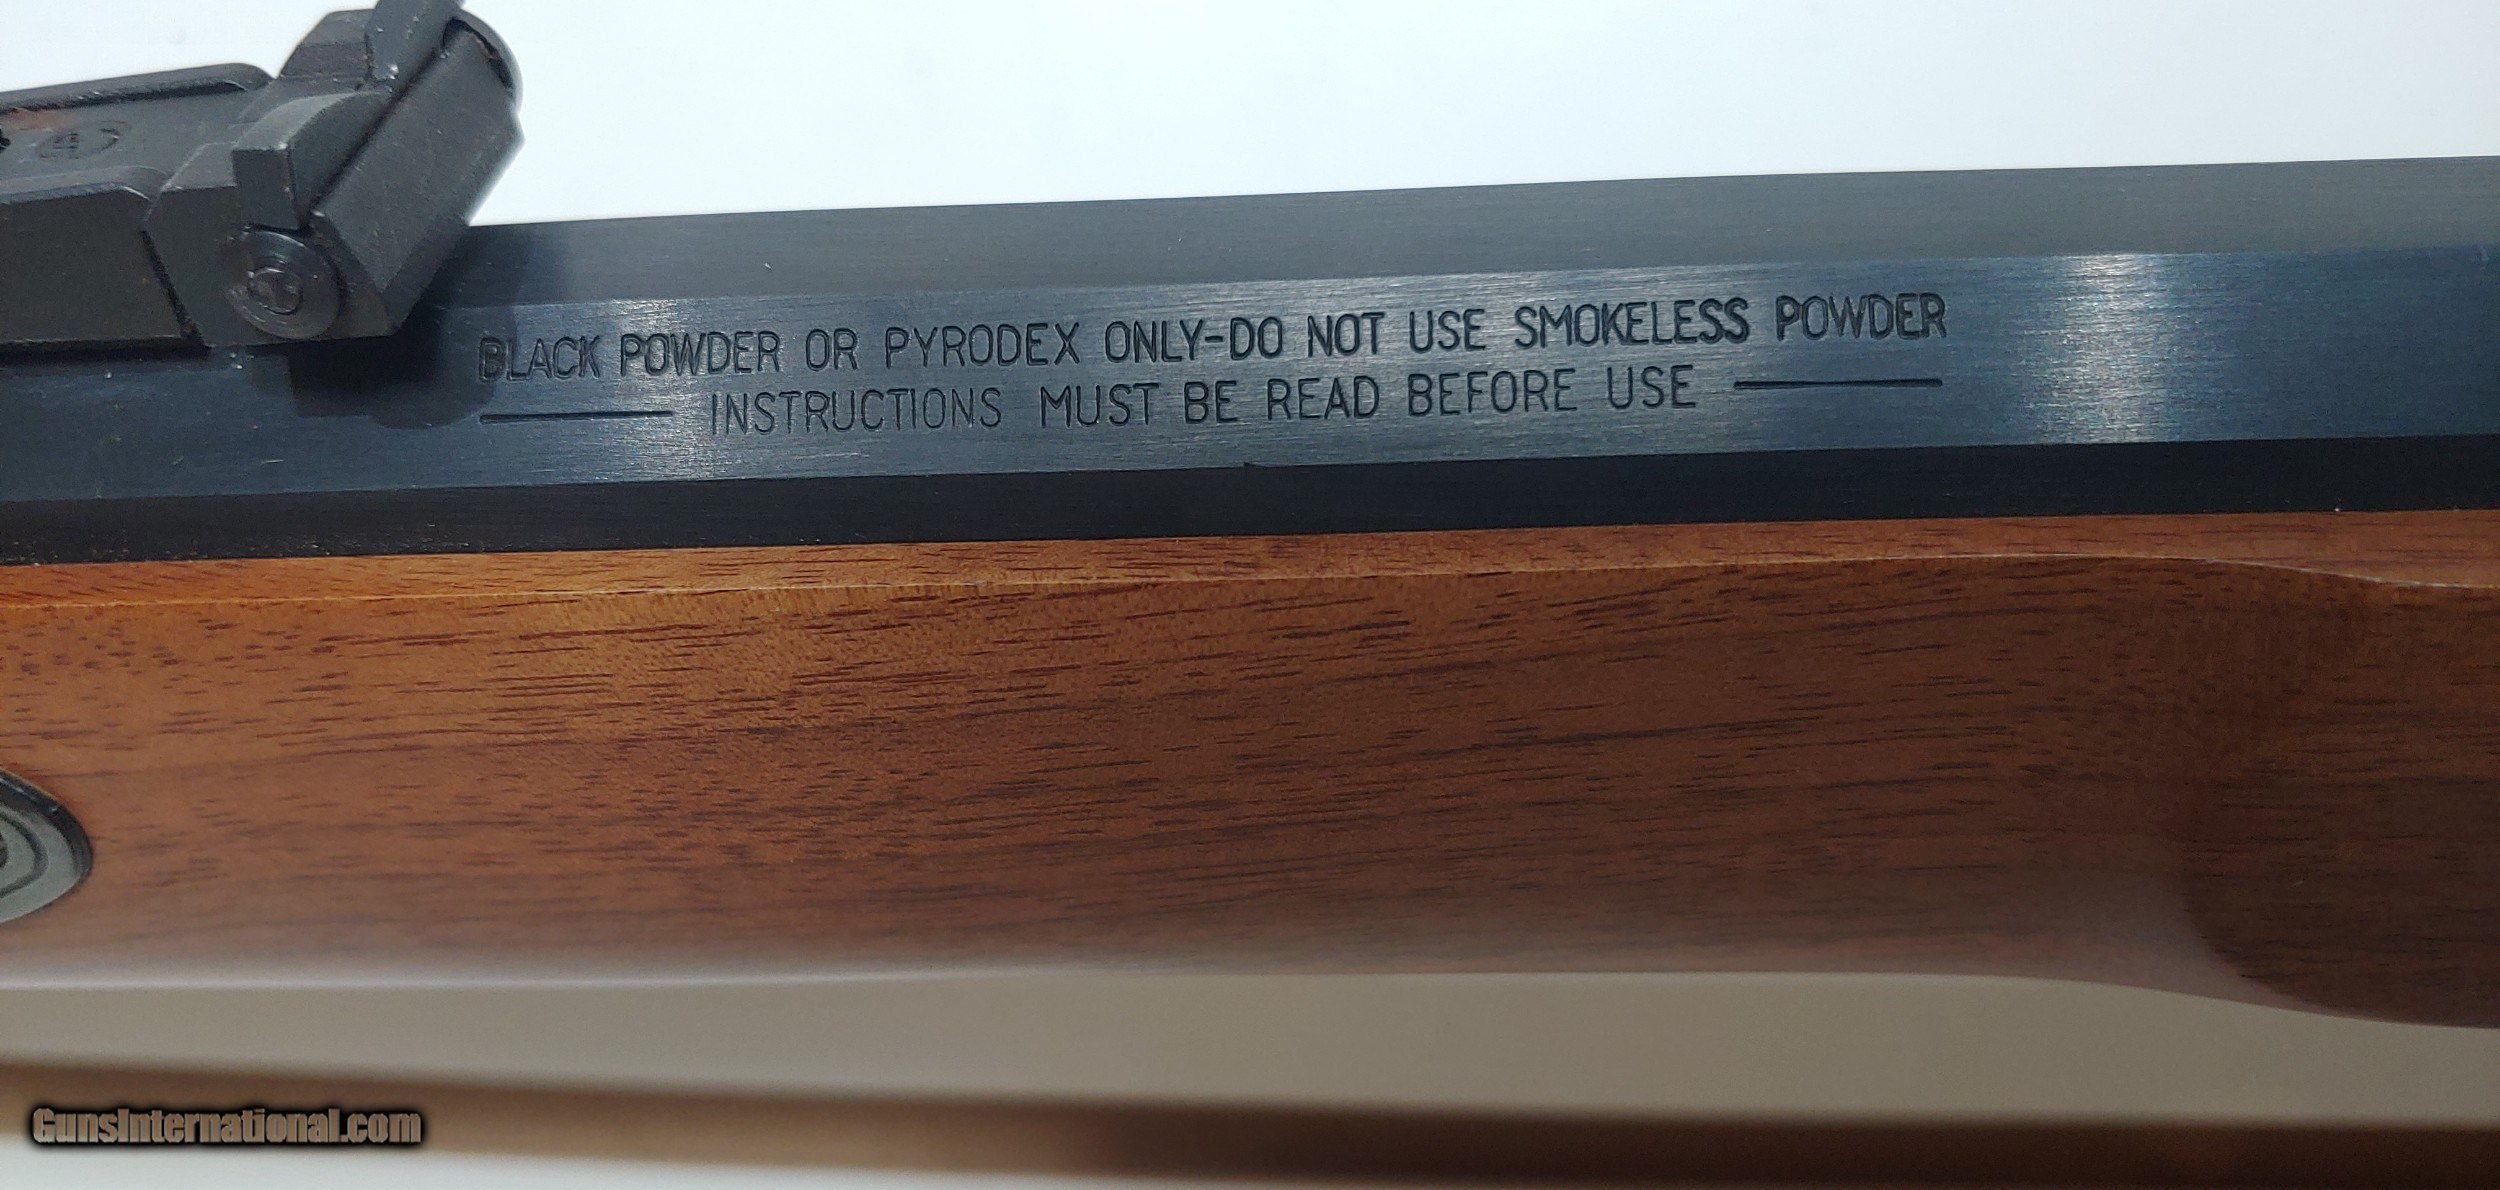 BLACK POWDER OR PYRODEX ONLY-DO NOT USE SMOKELESS POWDER
INSTRUCTIONS MUST BE READ BEFORE USE
GunsInternational.com